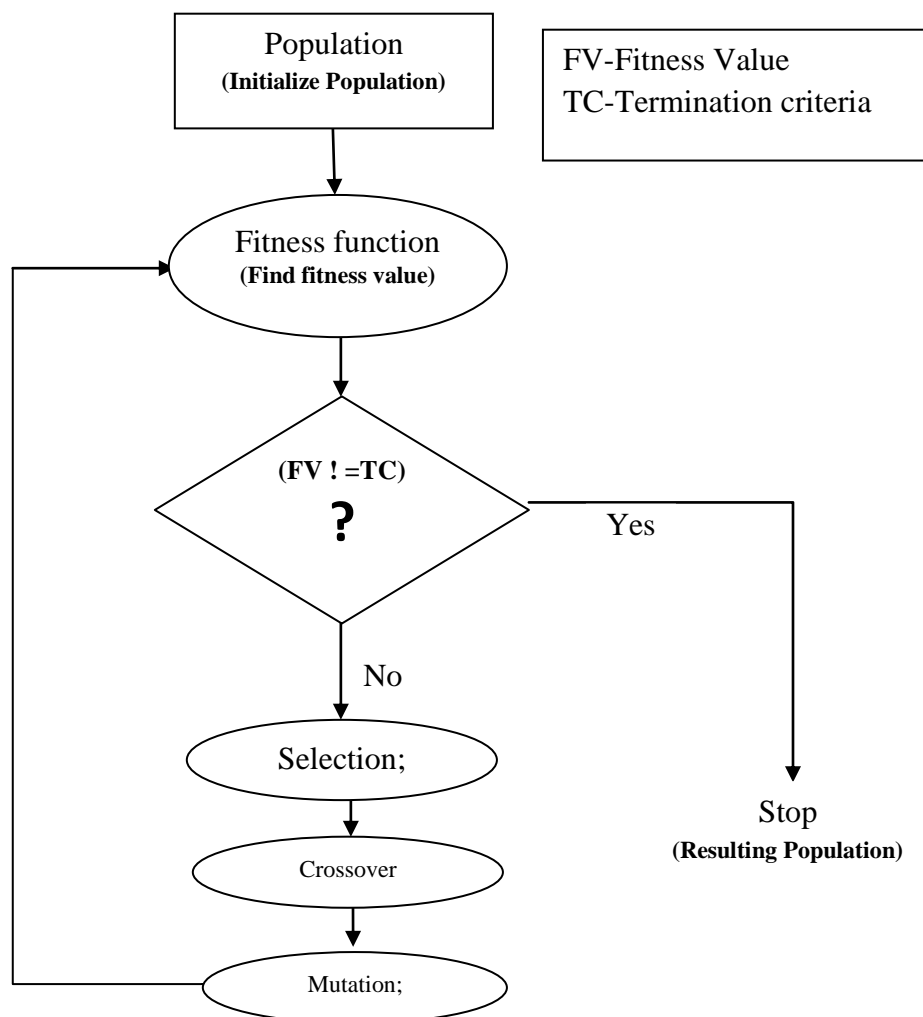 Population
(Initialize Population)
FV-Fitness Value
TC-Termination criteria
Fitness function
(Find fitness value)
(FV ! =TC)
?
Yes
No
Selection;
Stop
(Resulting Population)
Crossover
Mutation;